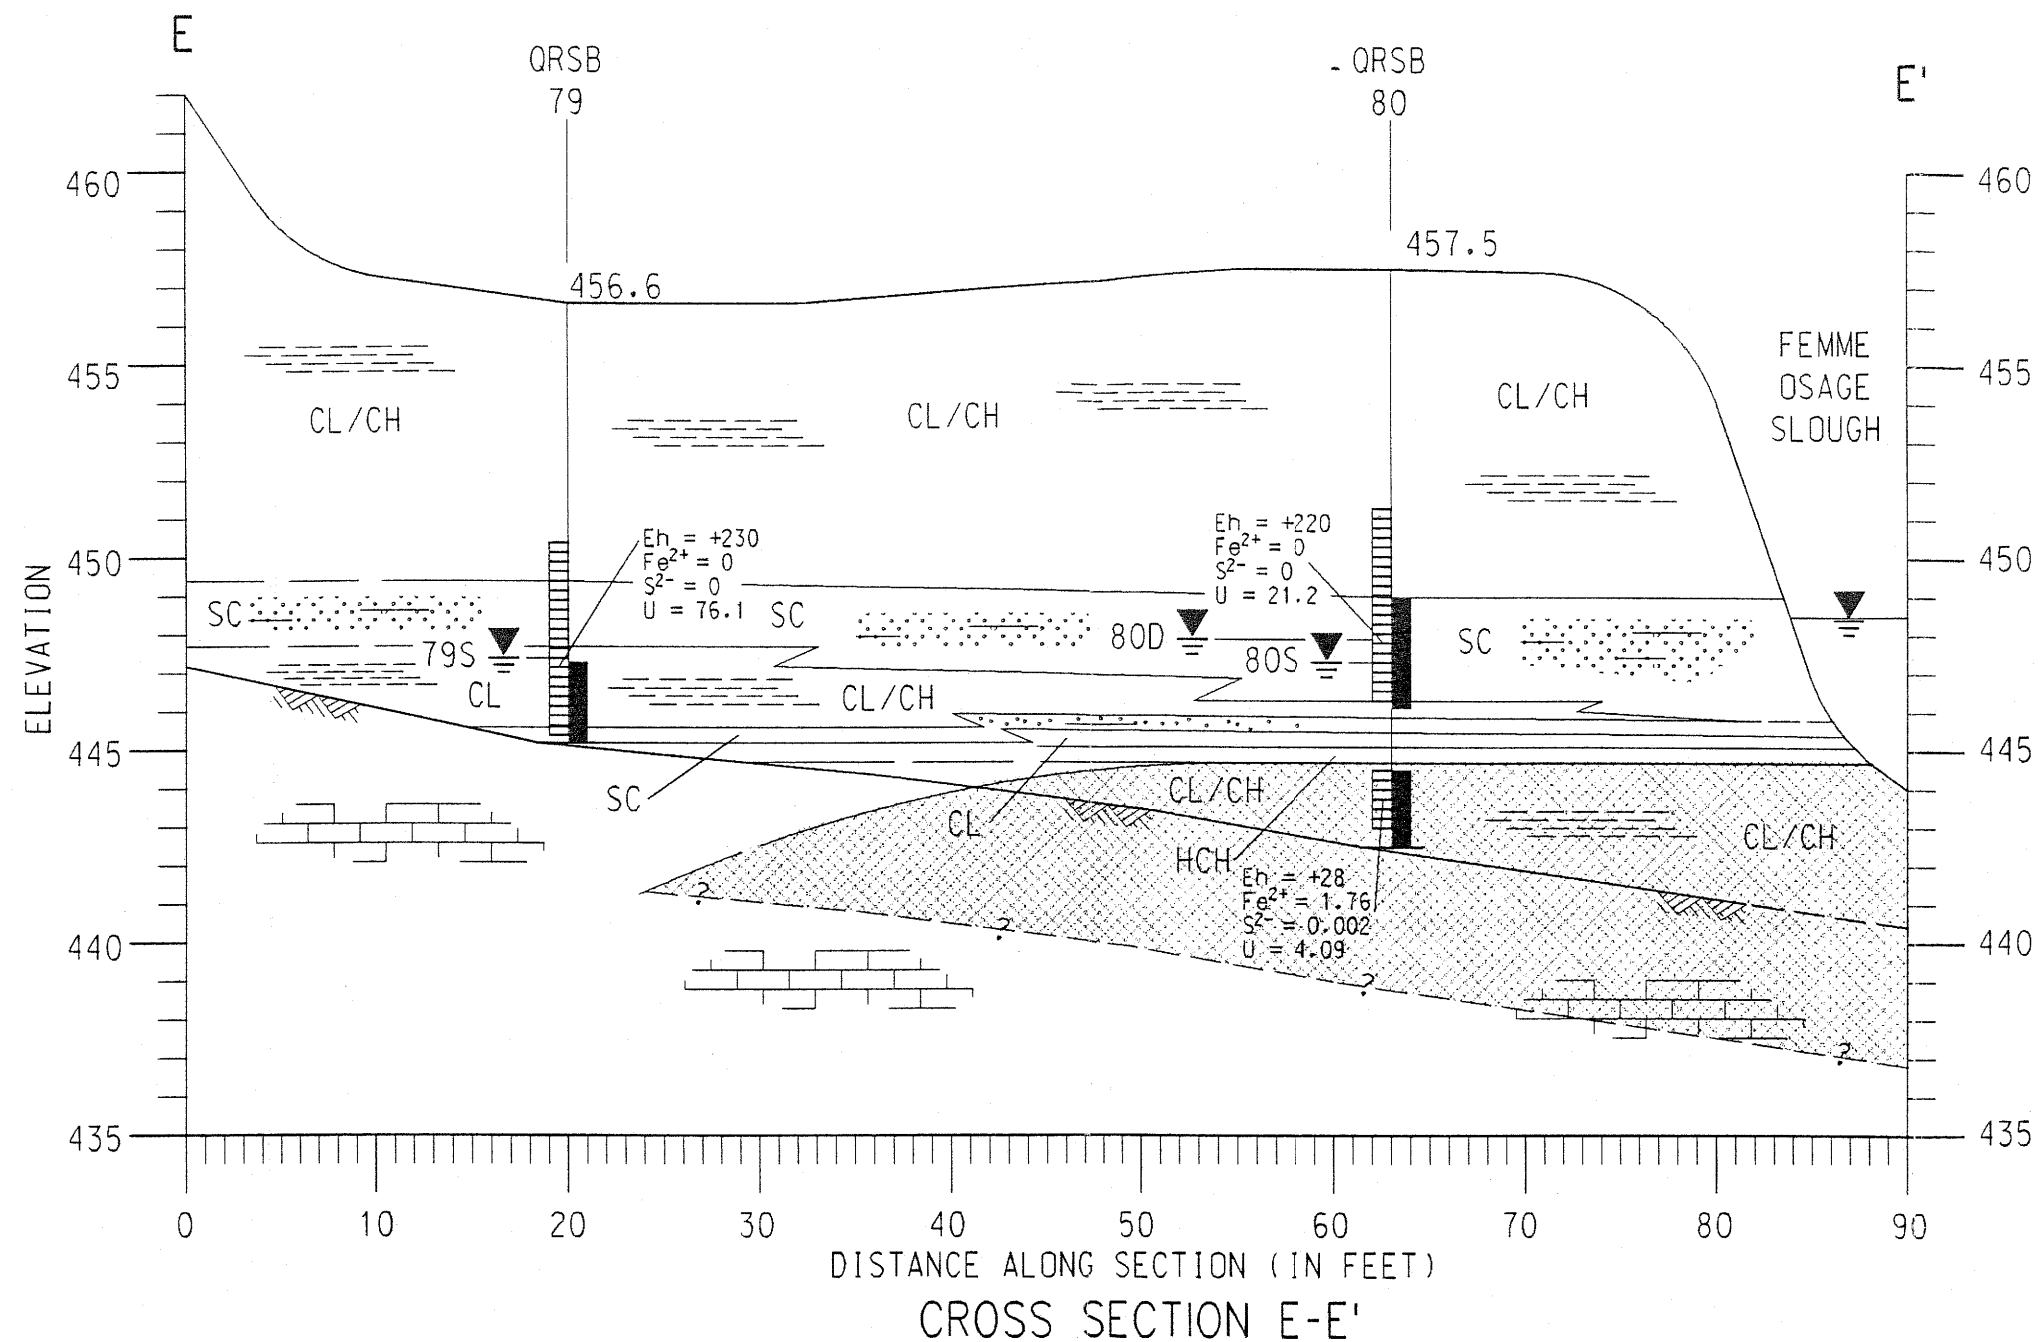 E
QRSB
79
- QRSB
80
E'
460
460
457.5
456.6
FEMME
OSAGE
SLOUGH
455
455
CL/CH
CL/CH
CL/CH
Eh = +230
Fe²⁺ = 0
S²⁻ = 0
U = 76.1
Eh = +220
Fe²⁺ = 0
S²⁻ = 0
U = 21.2
450
450
SC
SC
80D
SC
79S
80S
CL
CL/CH
ELEVATION
445
445
SC
CL
CL/CH
CL/CH
HCH
Eh = +28
Fe²⁺ = 1.76
S²⁻ = 0.002
U = 4.09
?
?
?
?
440
440
435
435
0 10 20 30 40 50 60 70 80 90
DISTANCE ALONG SECTION (IN FEET)
CROSS SECTION E-E'